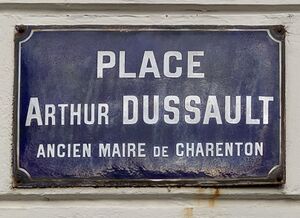 PLACE
ARTHUR DUSSAULT
ANCIEN MAIRE DE CHARENTON